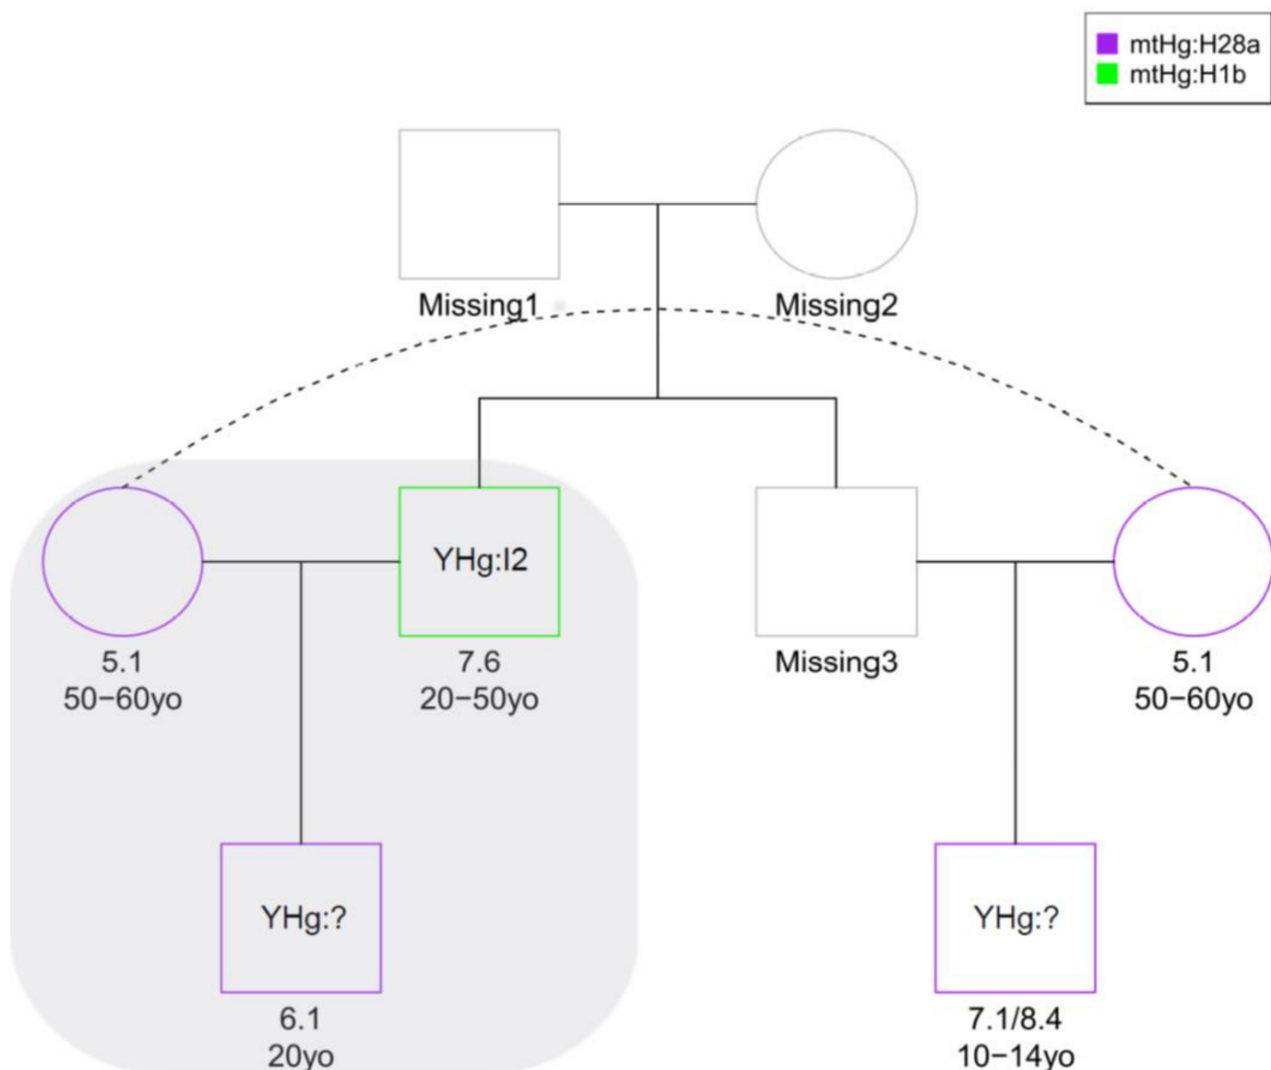 mtHg:H28a
mtHg:H1b
Missing1
Missing2
YHg:I2
5.1
50−60yo
7.6
20−50yo
Missing3
5.1
50−60yo
YHg:?
YHg:?
6.1
20yo
7.1/8.4
10−14yo